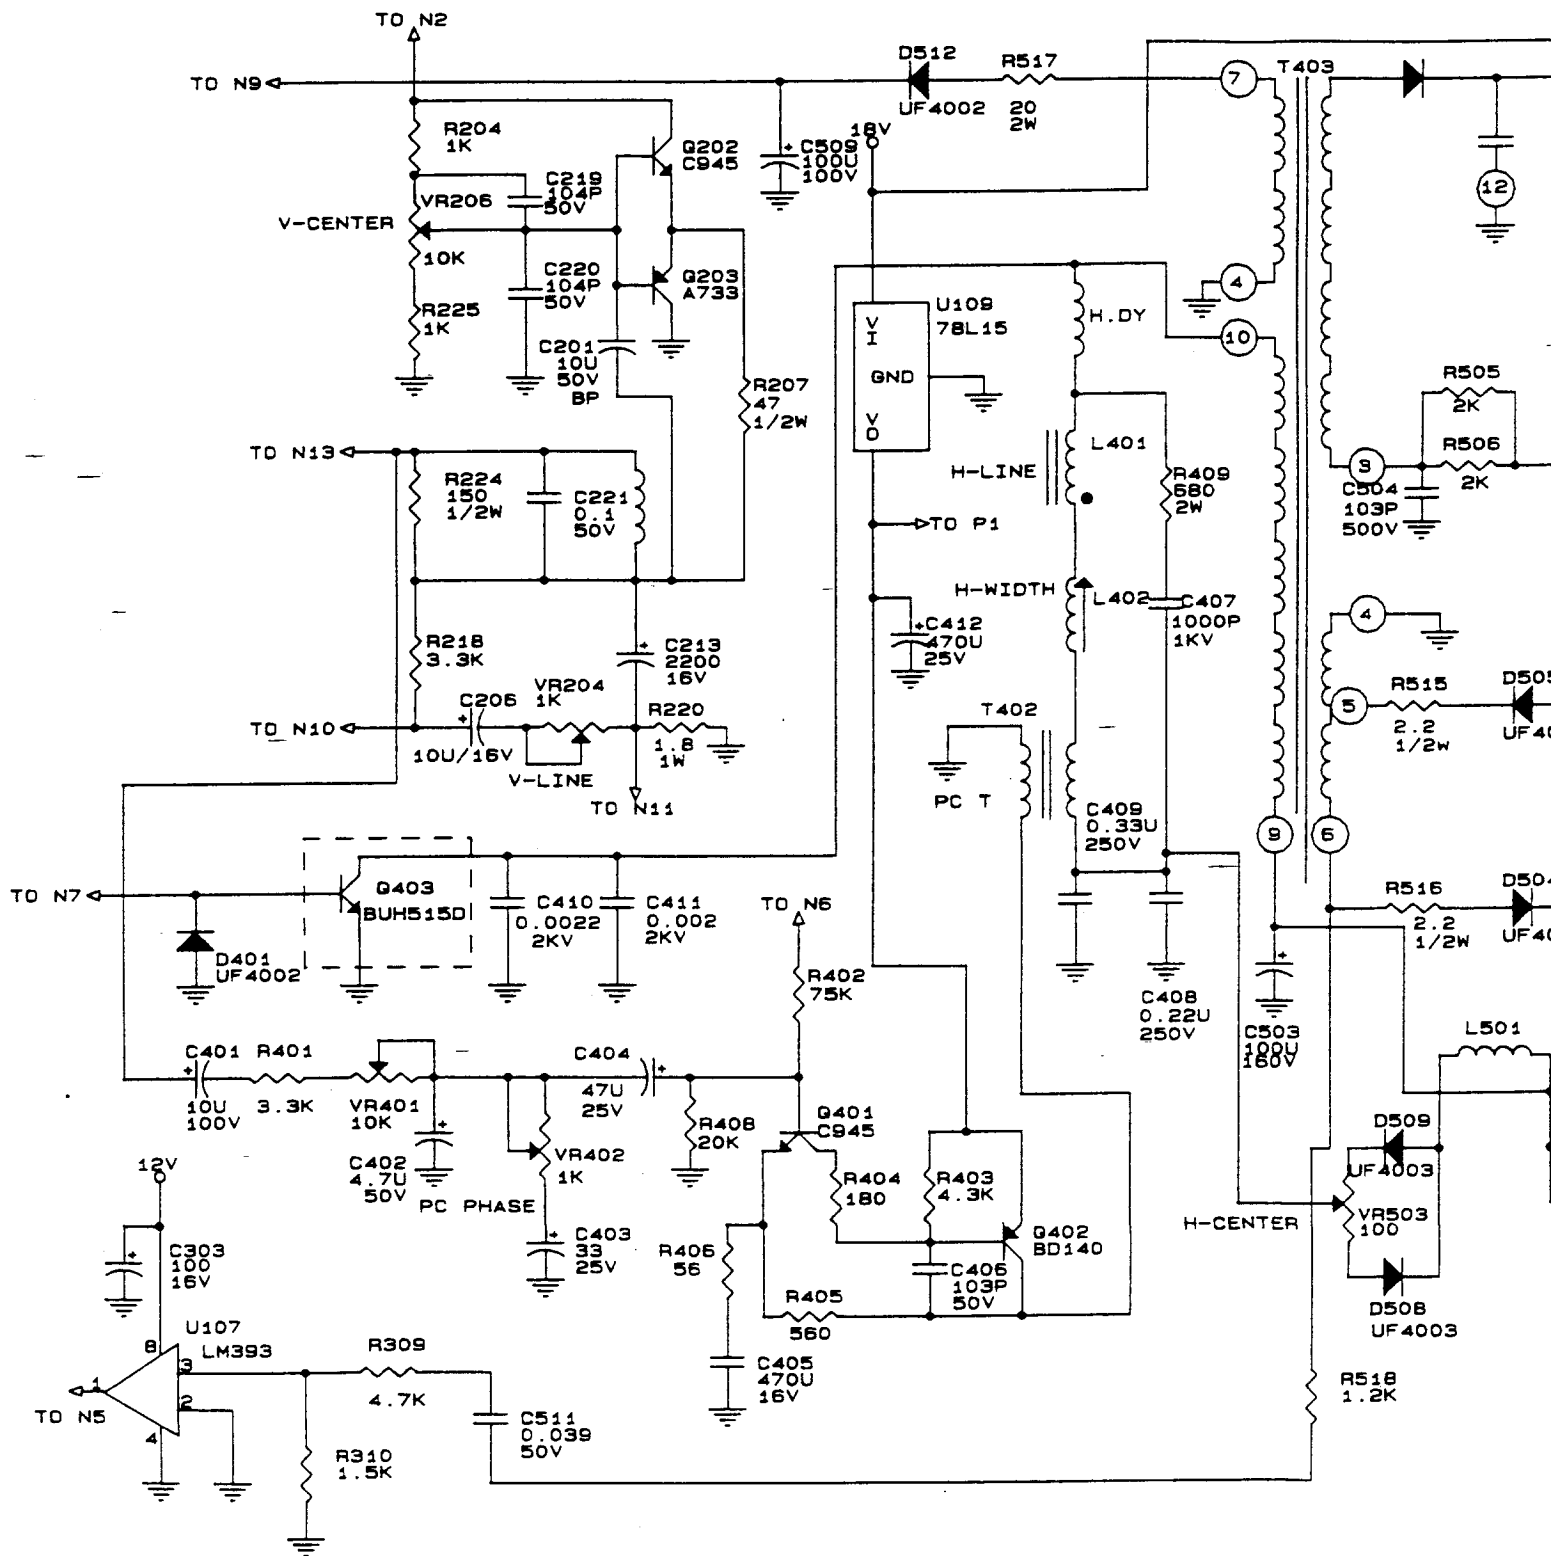 TO N2
TO N9
D512
UF4002
R517
20
2W
7
T403
R204
1K
Q202
C945
18V
C509
100U
100V
12
C219
104P
50V
VR206
V-CENTER
10K
C220
104P
50V
Q203
A733
R225
1K
4
U109
78L15
V
I
GND
V
O
H.DY
10
C201
10U
50V
BP
R207
47
1/2W
R505
2K
L401
H-LINE
R506
2K
3
TO N13
R224
150
1/2W
C221
0.1
50V
R409
680
2W
C504
103P
500V
TO P1
H-WIDTH
L402
C407
1000P
1KV
4
C412
470U
25V
R218
3.3K
C213
2200
16V
VR204
1K
C206
10U/16V
R220
1.8
1W
TO N10
V-LINE
TO N11
T402
PC T
5
R515
2.2
1/2W
D505
UF40
C409
0.33U
250V
9
6
Q403
BUH515D
TO N7
C410
0.0022
2KV
C411
0.002
2KV
TO N6
R516
2.2
1/2W
D504
UF40
D401
UF4002
R402
75K
C408
0.22U
250V
C503
100U
160V
L501
C401
10U
100V
R401
3.3K
VR401
10K
C404
47U
25V
R408
20K
Q401
C945
D509
UF4003
C402
4.7U
50V
VR402
1K
PC PHASE
R404
180
R403
4.3K
VR503
100
H-CENTER
12V
C303
100
16V
C403
33
25V
R406
56
Q402
BD140
C406
103P
50V
R405
560
D508
UF4003
U107
LM393
8
3
1
2
4
TO N5
R309
4.7K
C405
470U
16V
R518
1.2K
C511
0.039
50V
R310
1.5K